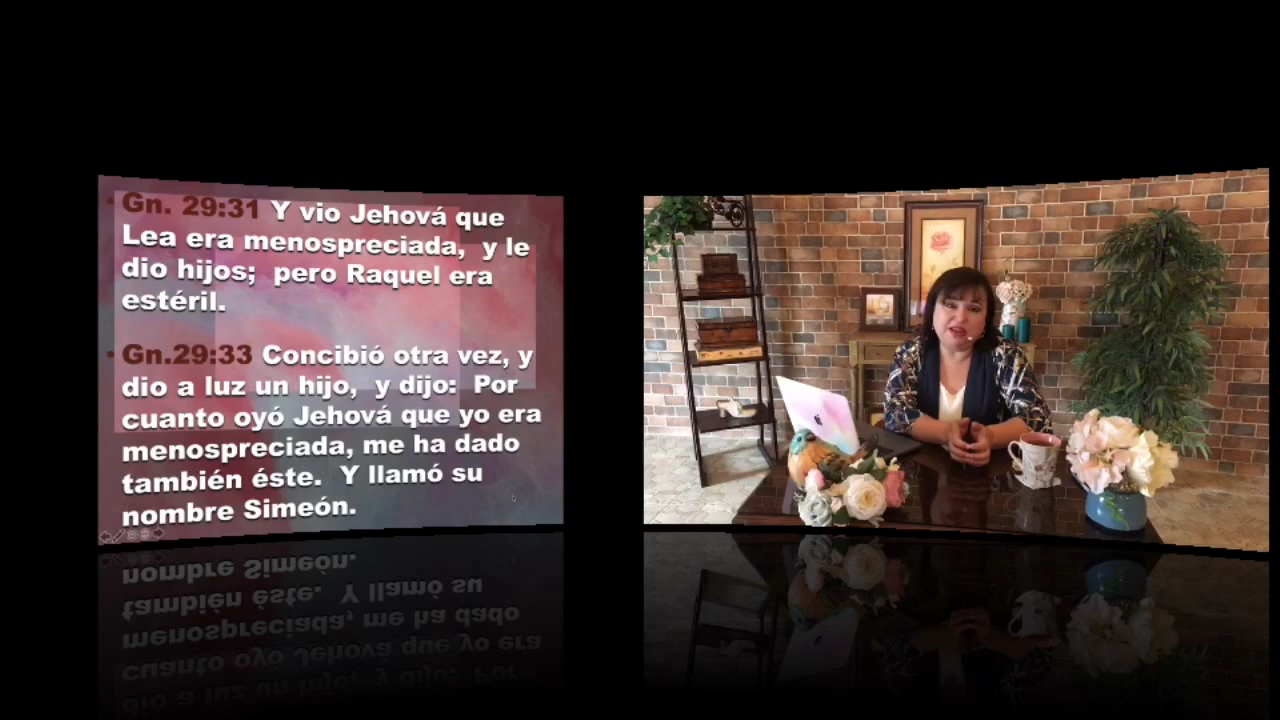 Gn. 29:31 Y vio Jehová que
Lea era menospreciada, y le
dio hijos; pero Raquel era
estéril.
Gn.29:33 Concibió otra vez, y
dio a luz un hijo, y dijo: Por
cuanto oyó Jehová que yo era
menospreciada, me ha dado
también éste. Y llamó su
nombre Simeón.